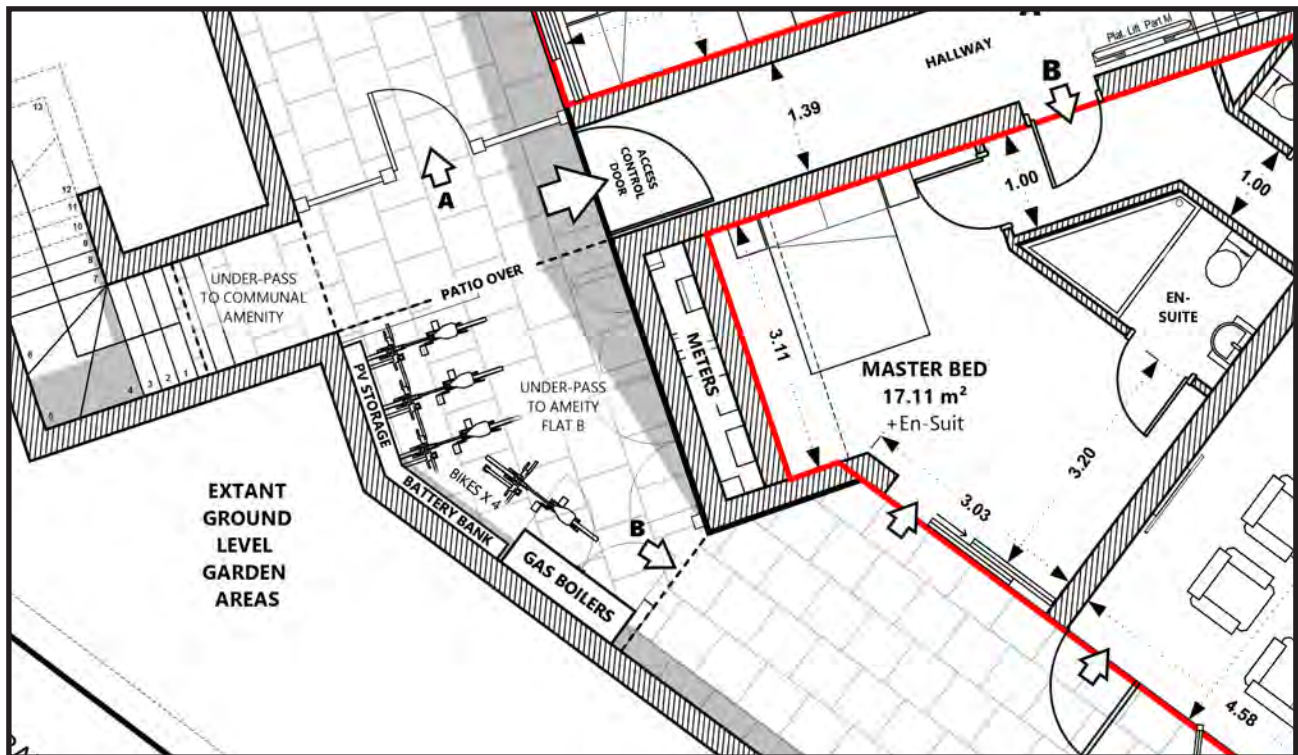 Plat. Lift. Part M
HALLWAY
B
1.39
ACCESS
CONTROL
DOOR
A
1.00
1.00
13
12
11
10
9
8
7
6
5
4
3
2
1
UNDER-PASS
TO COMMUNAL
AMENITY
PATIO OVER
METERS
3.11
MASTER BED
17.11 m²
+En-Suit
EN-
SUITE
3.20
3.03
PV STORAGE
UNDER-PASS
TO AMEITY
FLAT B
BIKES X 4
BATTERY BANK
GAS BOILERS
B
EXTANT
GROUND
LEVEL
GARDEN
AREAS
4.58